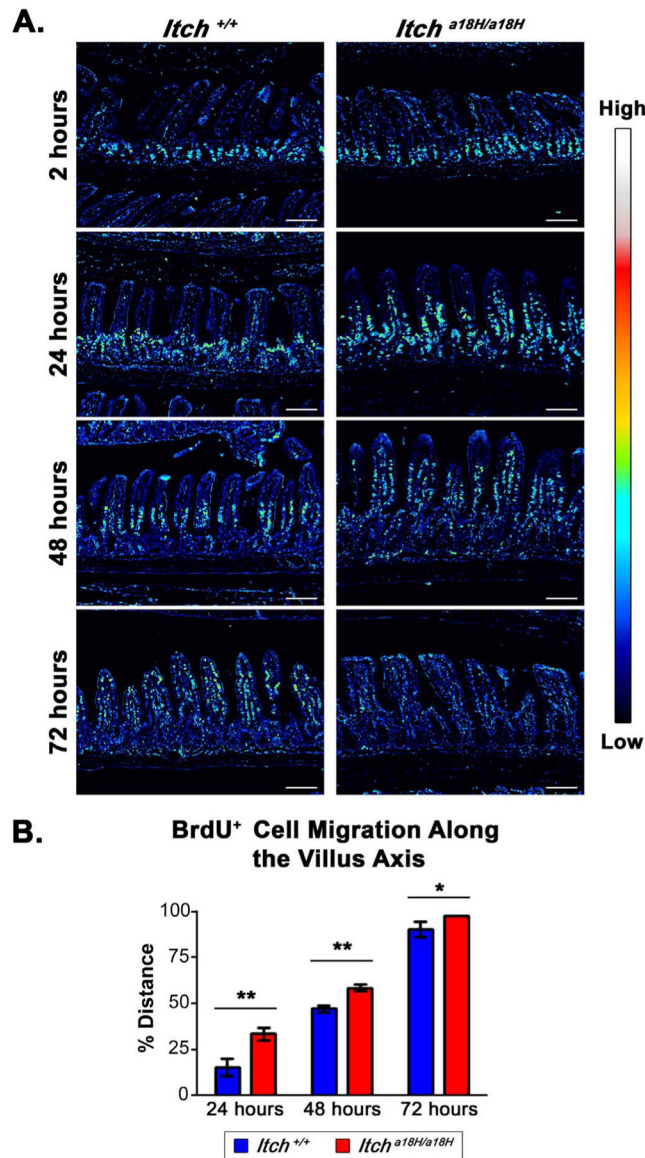 A.
Itch +/+
Itch a18H/a18H
2 hours
24 hours
48 hours
72 hours
High
Low
B.
BrdU+ Cell Migration Along
the Villus Axis
% Distance
100
75
50
25
0
**
**
*
24 hours
48 hours
72 hours
Itch +/+
Itch a18H/a18H